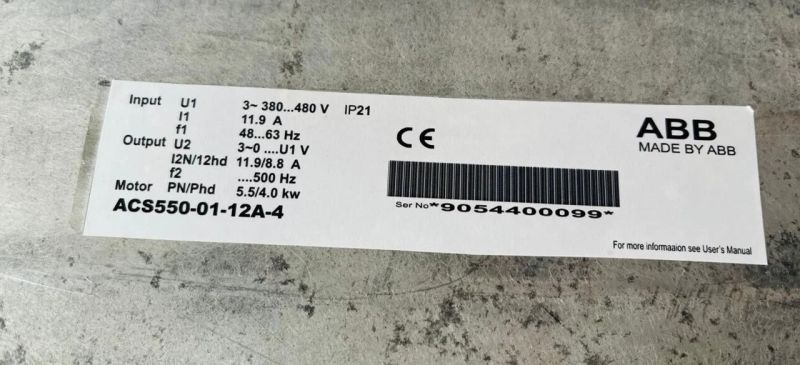 Input U1 3~ 380...480 V IP21
I1 11.9 A
f1 48...63 Hz
Output U2 3~0 ....U1 V
I2N/12hd 11.9/8.8 A
f2 ....500 Hz
Motor PN/Phd 5.5/4.0 kw
ACS550-01-12A-4
CE
Ser No*9054400099*
ABB
MADE BY ABB
For more informaaion see User's Manual